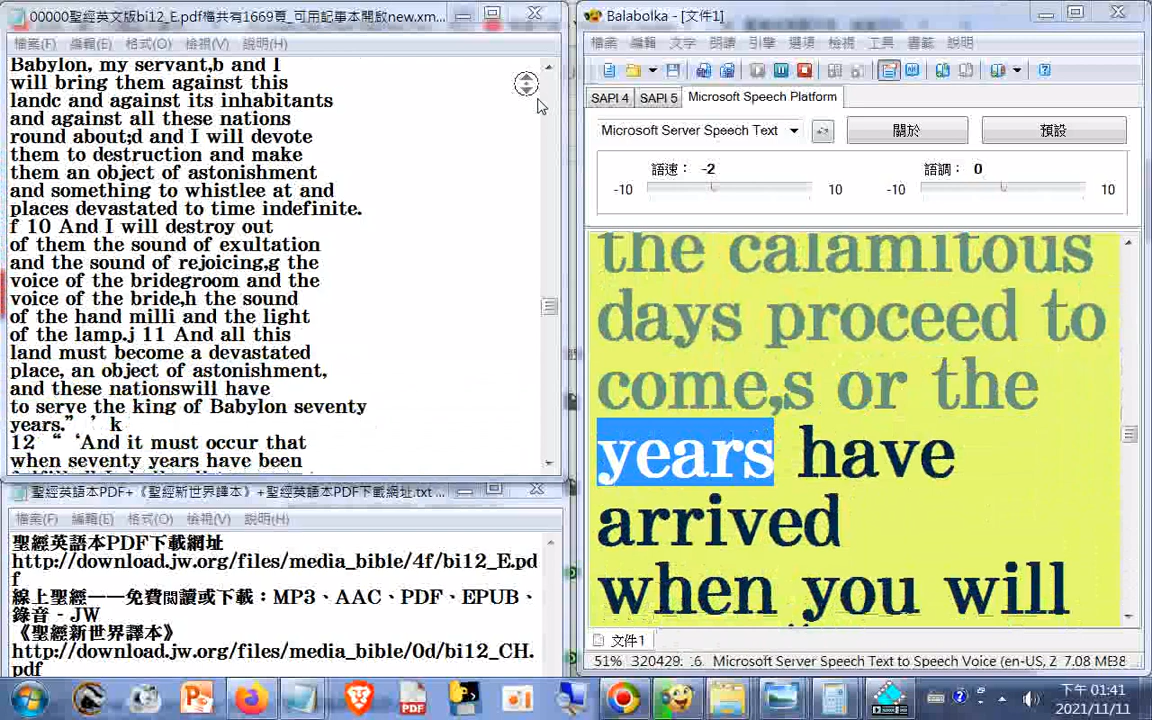 00000聖經英文版bi12_E.pdf檔共有1669頁_可用記事本開啟new.xm...
檔案(F) 編輯(E) 格式(O) 檢視(V) 說明(H)
Babylon, my servant,b and I
will bring them against this
landc and against its inhabitants
and against all these nations
round about;d and I will devote
them to destruction and make
them an object of astonishment
and something to whistlee at and
places devastated to time indefinite.
f 10 And I will destroy out
of them the sound of exultation
and the sound of rejoicing,g the
voice of the bridegroom and the
voice of the bride,h the sound
of the hand milli and the light
of the lamp.j 11 And all this
land must become a devastated
place, an object of astonishment,
and these nationswill have
to serve the king of Babylon seventy
years.” ’ k
12 “ ‘And it must occur that
when seventy years have been
聖經英語本PDF+《聖經新世界譯本》+聖經英語本PDF下載網址.txt ...
檔案(F) 編輯(E) 格式(O) 檢視(V) 說明(H)
聖經英語本PDF下載網址
http://download.jw.org/files/media_bible/4f/bi12_E.pd
f
線上聖經——免費閱讀或下載：MP3、AAC、PDF、EPUB、
錄音 - JW
《聖經新世界譯本》
http://download.jw.org/files/media_bible/0d/bi12_CH.
pdf
Balabolka - [文件1]
檔案 編輯 文字 朗讀 引擎 選項 檢視 工具 書籤 說明
SAPI 4 SAPI 5 Microsoft Speech Platform
Microsoft Server Speech Text 關於 預設
語速： -2 語調： 0
-10 10 -10 10
the calamitous
days proceed to
come,s or the
years have
arrived
when you will
文件1
51% 320429: .6. Microsoft Server Speech Text to Speech Voice (en-US, Z 7.08 MB
下午 01:41
2021/11/11